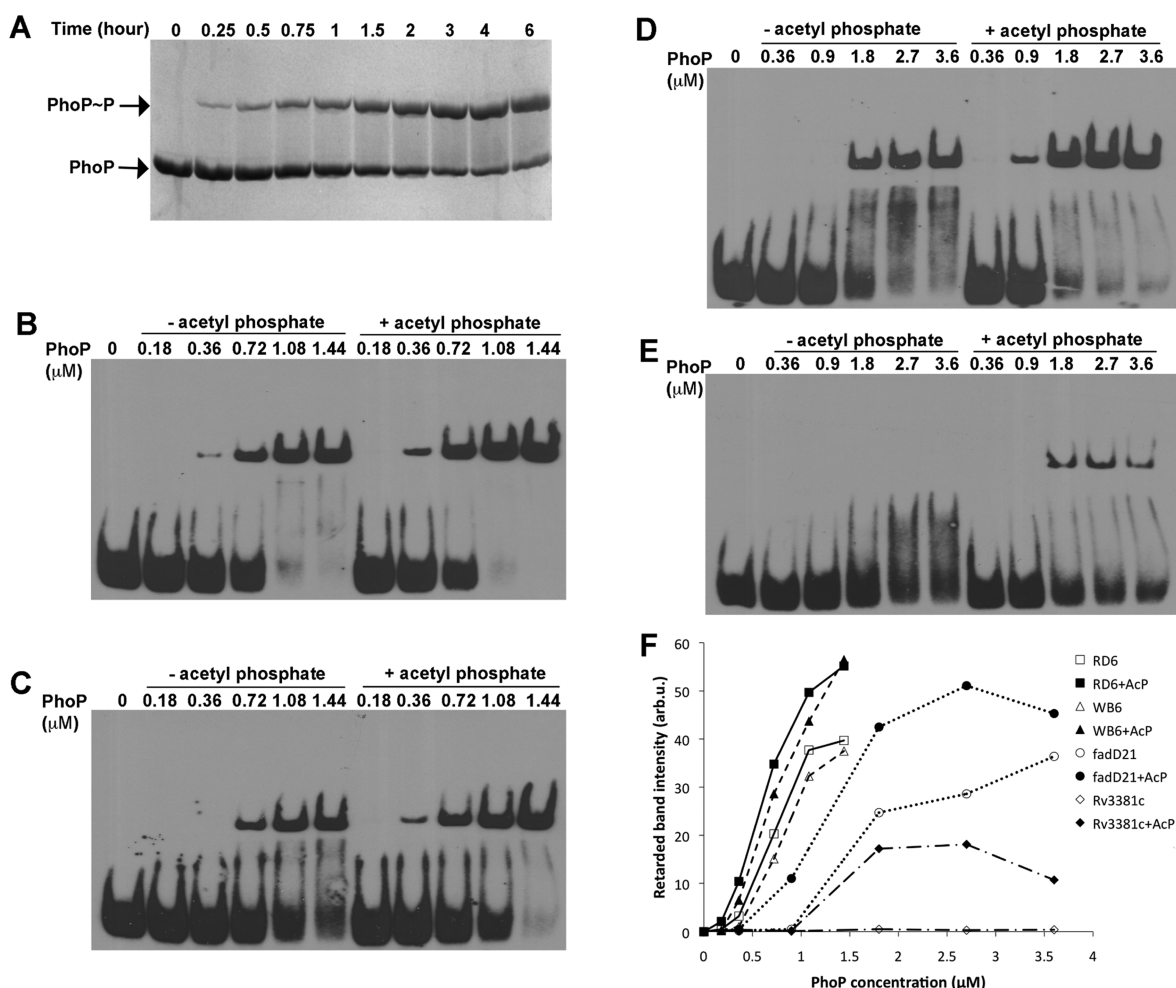 A
Time (hour) 0 0.25 0.5 0.75 1 1.5 2 3 4 6
PhoP~P
PhoP
B
- acetyl phosphate + acetyl phosphate
PhoP 0 0.18 0.36 0.72 1.08 1.44 0.18 0.36 0.72 1.08 1.44
(µM)
C
- acetyl phosphate + acetyl phosphate
PhoP 0 0.18 0.36 0.72 1.08 1.44 0.18 0.36 0.72 1.08 1.44
(µM)
D
- acetyl phosphate + acetyl phosphate
PhoP 0 0.36 0.9 1.8 2.7 3.6 0.36 0.9 1.8 2.7 3.6
(µM)
E
- acetyl phosphate + acetyl phosphate
PhoP 0 0.36 0.9 1.8 2.7 3.6 0.36 0.9 1.8 2.7 3.6
(µM)
F
Retarded band intensity (arb.u.)
60
50
40
30
20
10
0
0 0.5 1 1.5 2 2.5 3 3.5 4
PhoP concentration (µM)
RD6
RD6+AcP
WB6
WB6+AcP
fadD21
fadD21+AcP
Rv3381c
Rv3381c+AcP